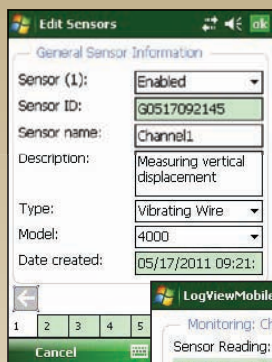 Edit Sensors
ok
General Sensor Information
Sensor (1):
Enabled
Sensor ID:
G0517092145
Sensor name:
Channel1
Description:
Measuring vertical
displacement
Type:
Vibrating Wire
Model:
4000
Date created:
05/17/2011 09:21:
1 2 3 4 5
Cancel
LogViewMobile
Monitoring: Ch
Sensor Reading: